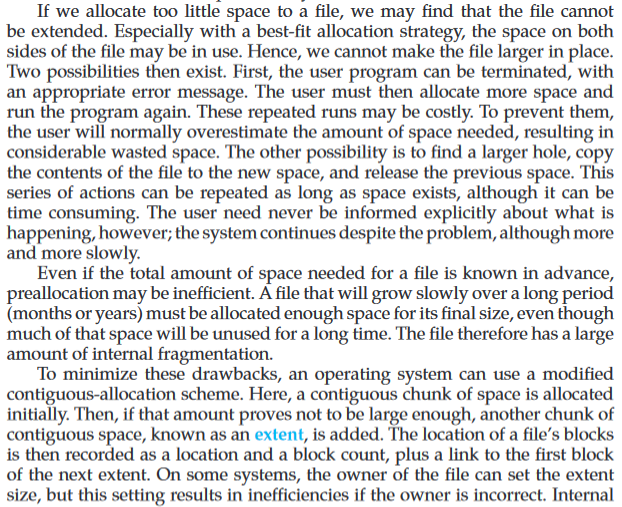 If we allocate too little space to a file, we may find that the file cannot
be extended. Especially with a best-fit allocation strategy, the space on both
sides of the file may be in use. Hence, we cannot make the file larger in place.
Two possibilities then exist. First, the user program can be terminated, with
an appropriate error message. The user must then allocate more space and
run the program again. These repeated runs may be costly. To prevent them,
the user will normally overestimate the amount of space needed, resulting in
considerable wasted space. The other possibility is to find a larger hole, copy
the contents of the file to the new space, and release the previous space. This
series of actions can be repeated as long as space exists, although it can be
time consuming. The user need never be informed explicitly about what is
happening, however; the system continues despite the problem, although more
and more slowly.
Even if the total amount of space needed for a file is known in advance,
preallocation may be inefficient. A file that will grow slowly over a long period
(months or years) must be allocated enough space for its final size, even though
much of that space will be unused for a long time. The file therefore has a large
amount of internal fragmentation.
To minimize these drawbacks, an operating system can use a modified
contiguous-allocation scheme. Here, a contiguous chunk of space is allocated
initially. Then, if that amount proves not to be large enough, another chunk of
contiguous space, known as an extent, is added. The location of a file's blocks
is then recorded as a location and a block count, plus a link to the first block
of the next extent. On some systems, the owner of the file can set the extent
size, but this setting results in inefficiencies if the owner is incorrect. Internal